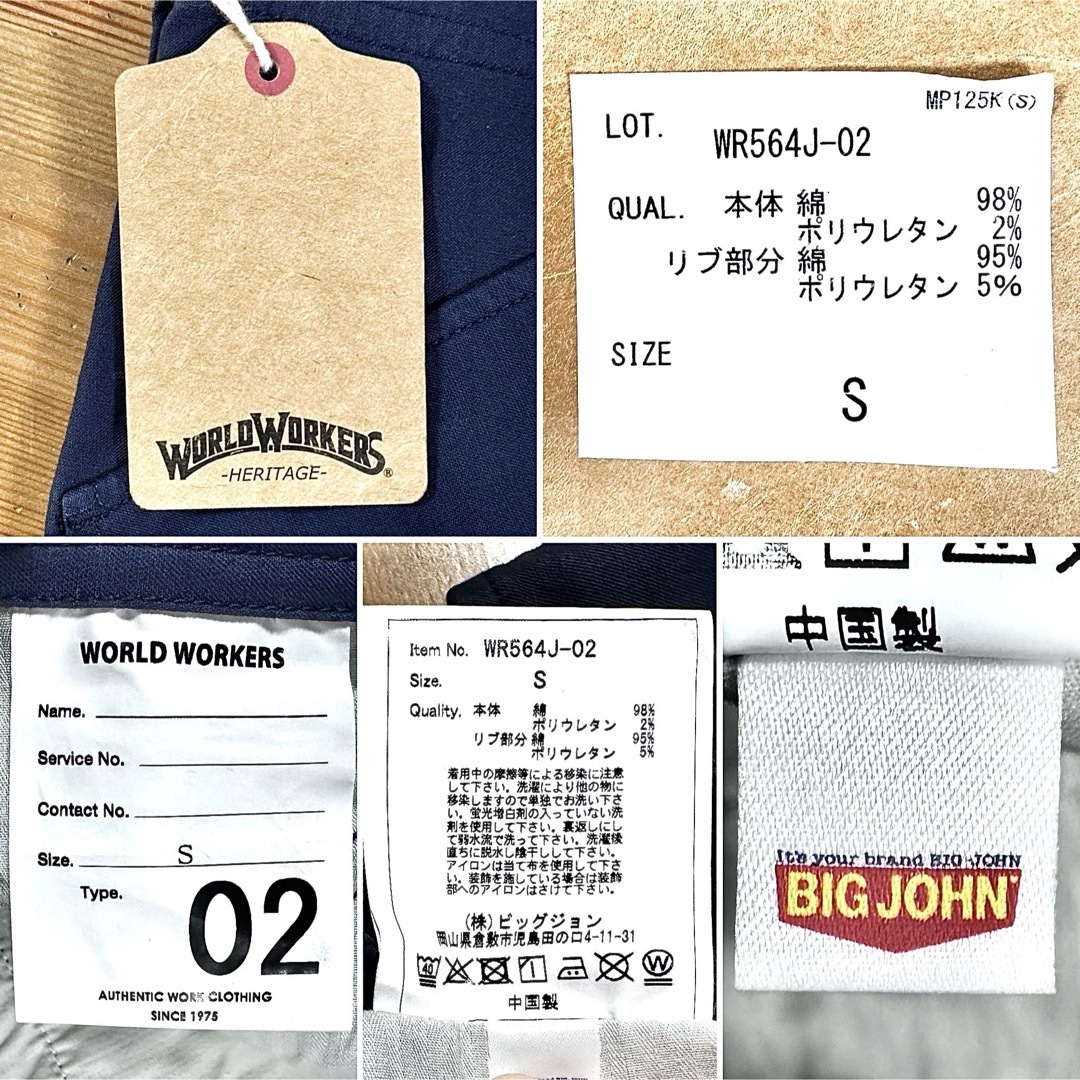 WORLD WORKERS®
-HERITAGE-
MP125K(S)
LOT. WR564J-02
QUAL. 本体 綿 98%
ポリウレタン 2%
リブ部分 綿 95%
ポリウレタン 5%
SIZE
S
WORLD WORKERS
Name.
Service No.
Contact No.
Size. S
Type. 02
AUTHENTIC WORK CLOTHING
SINCE 1975
Item No. WR564J-02
Size. S
Quality. 本体 綿 98%
ポリウレタン 2%
リブ部分 綿 95%
ポリウレタン 5%
着用中の摩擦等による移染に注意
して下さい。洗濯により他の物に
移染しますので単独でお洗い下さ
い。蛍光増白剤の入っていない洗
剤を使用して下さい。裏返しにし
て弱水流で洗って下さい。洗濯後
直ちに脱水し陰干しして下さい。
アイロンは当て布を使用して下さ
い。装飾を施している場合は装飾
部へのアイロンはさけて下さい。
(株)ビッグジョン
岡山県倉敷市児島田の口4-11-31
40 W
中国製
中国製
It's your brand BIG JOHN
BIG JOHN